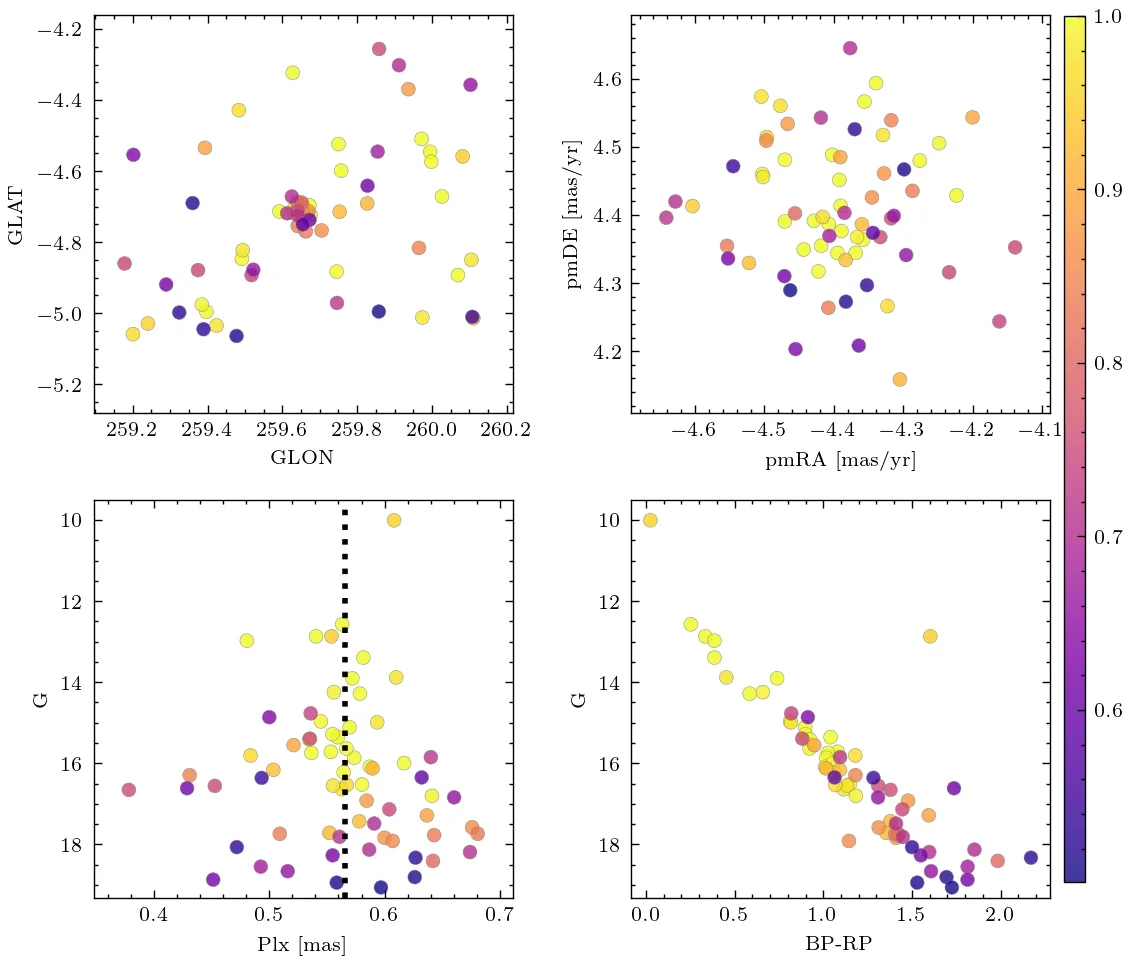 GLAT
−4.2
−4.4
−4.6
−4.8
−5.0
−5.2
259.2 259.4 259.6 259.8 260.0 260.2
GLON
pmDE [mas/yr]
4.6
4.5
4.4
4.3
4.2
−4.6 −4.5 −4.4 −4.3 −4.2 −4.1
pmRA [mas/yr]
1.0
0.9
0.8
0.7
0.6
G
10
12
14
16
18
0.4 0.5 0.6 0.7
Plx [mas]
G
10
12
14
16
18
0.0 0.5 1.0 1.5 2.0
BP-RP